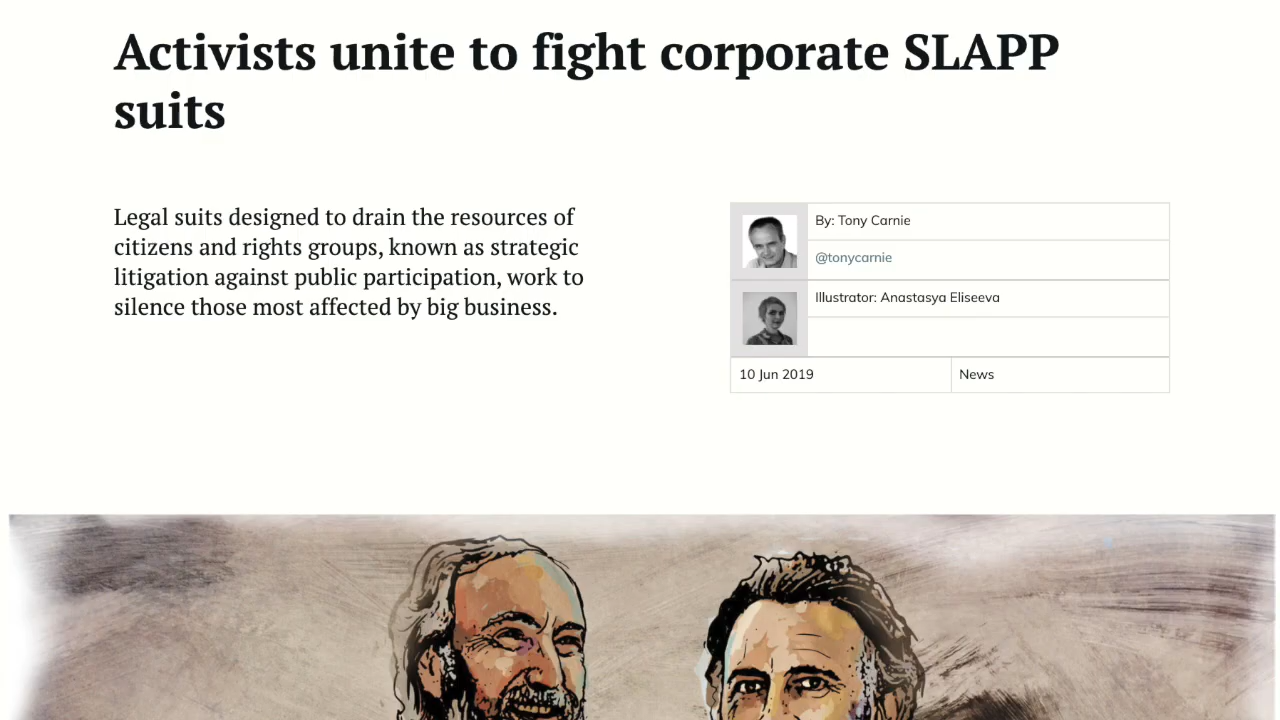 Activists unite to fight corporate SLAPP
suits
Legal suits designed to drain the resources of
citizens and rights groups, known as strategic
litigation against public participation, work to
silence those most affected by big business.
By: Tony Carnie
@tonycarnie
Illustrator: Anastasya Eliseeva
10 Jun 2019
News